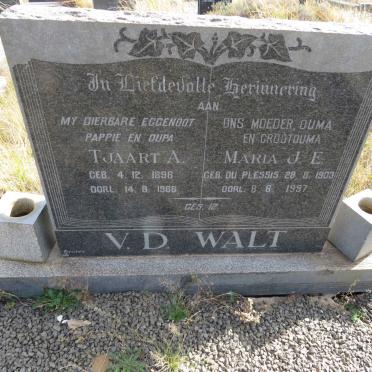 In Liefdevolle Herinnering
AAN
MY DIERBARE EGGENOOT
PAPPIE EN OUPA
TJAART A.
GEB. 4. 12. 1896
OORL. 14. 9. 1966
ONS MOEDER, OUMA
EN GROOTOUMA
MARIA J. E.
GEB. DU PLESSIS 28. 8. 1903
OORL. 8. 6. 1997
GES. 12
V. D. WALT